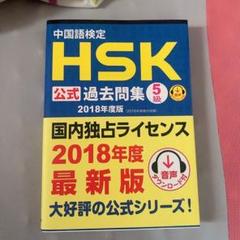 中国語検定
HSK
公式過去問集 5級
2018年度版
国内独占ライセンス
2018年度
最新版
音声
ダウンロード付
大好評の公式シリーズ!